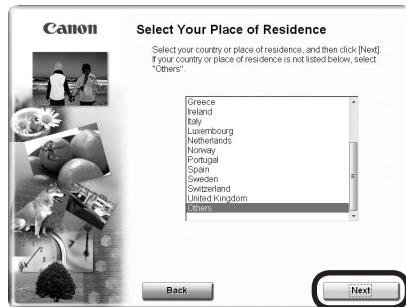 Canon
Select Your Place of Residence
Select your country or place of residence, and then click [Next].
If your country or place of residence is not listed below, select
"Others".
Greece
Ireland
Italy
Luxembourg
Netherlands
Norway
Portugal
Spain
Sweden
Switzerland
United Kingdom
Others
Back
Next